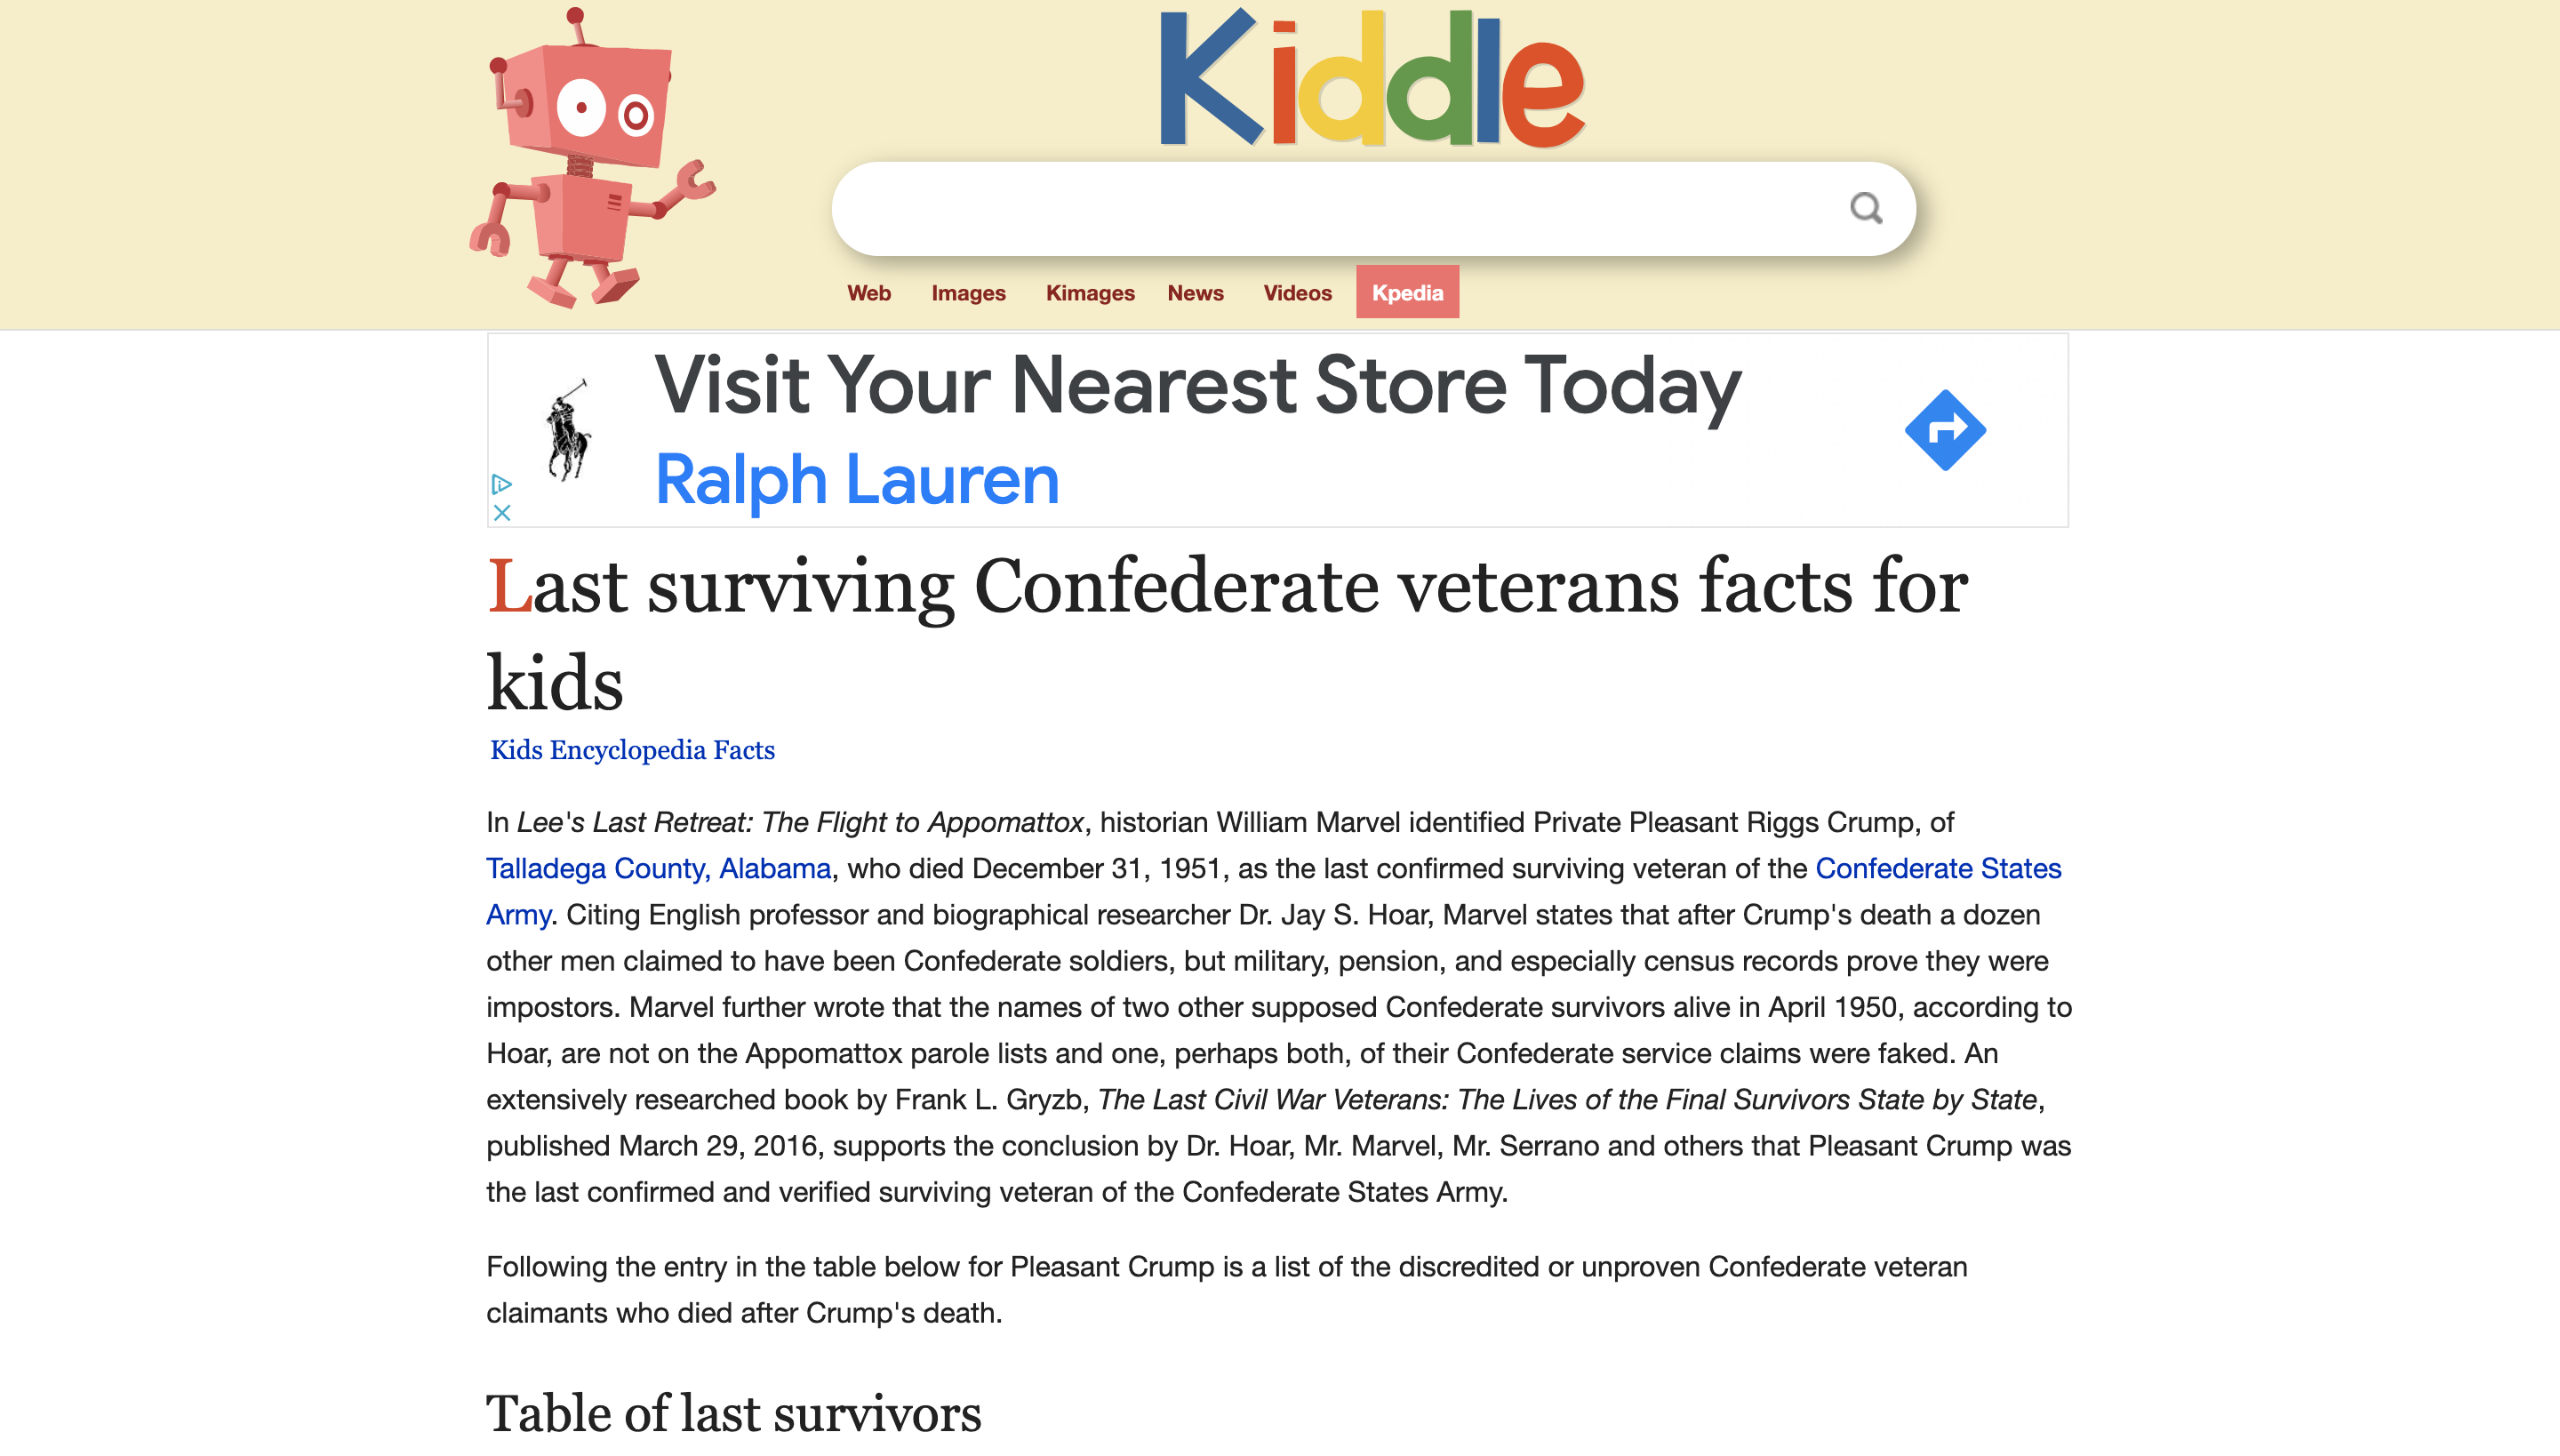 Kiddle
Web Images Kimages News Videos Kpedia
Visit Your Nearest Store Today
Ralph Lauren
Last surviving Confederate veterans facts for
kids
Kids Encyclopedia Facts
In Lee's Last Retreat: The Flight to Appomattox, historian William Marvel identified Private Pleasant Riggs Crump, of
Talladega County, Alabama, who died December 31, 1951, as the last confirmed surviving veteran of the Confederate States
Army. Citing English professor and biographical researcher Dr. Jay S. Hoar, Marvel states that after Crump's death a dozen
other men claimed to have been Confederate soldiers, but military, pension, and especially census records prove they were
impostors. Marvel further wrote that the names of two other supposed Confederate survivors alive in April 1950, according to
Hoar, are not on the Appomattox parole lists and one, perhaps both, of their Confederate service claims were faked. An
extensively researched book by Frank L. Gryzb, The Last Civil War Veterans: The Lives of the Final Survivors State by State,
published March 29, 2016, supports the conclusion by Dr. Hoar, Mr. Marvel, Mr. Serrano and others that Pleasant Crump was
the last confirmed and verified surviving veteran of the Confederate States Army.
Following the entry in the table below for Pleasant Crump is a list of the discredited or unproven Confederate veteran
claimants who died after Crump's death.
Table of last survivors